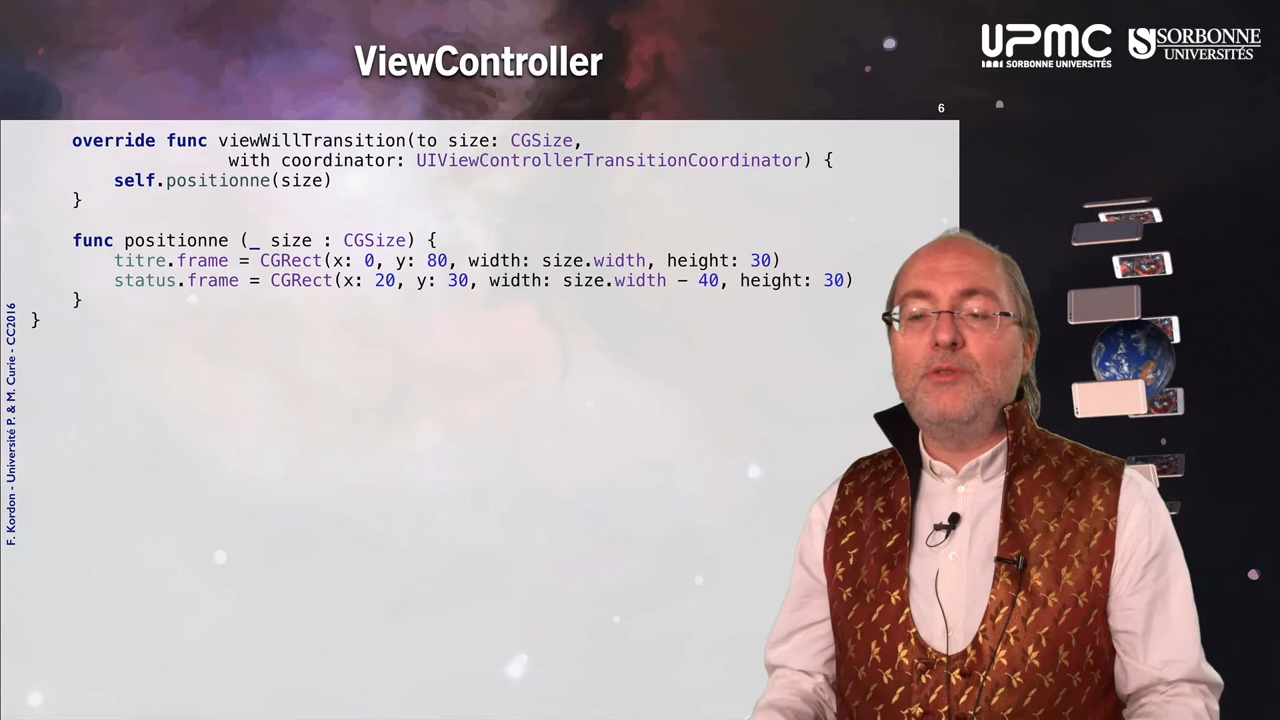 ViewController
UPMC
SORBONNE UNIVERSITÉS
S SORBONNE
UNIVERSITÉS
6
override func viewWillTransition(to size: CGSize,
with coordinator: UIViewControllerTransitionCoordinator) {
self.positionne(size)
}
func positionne (_ size : CGSize) {
titre.frame = CGRect(x: 0, y: 80, width: size.width, height: 30)
status.frame = CGRect(x: 20, y: 30, width: size.width - 40, height: 30)
}
}
F. Kordon - Université P. & M. Curie - CC2016